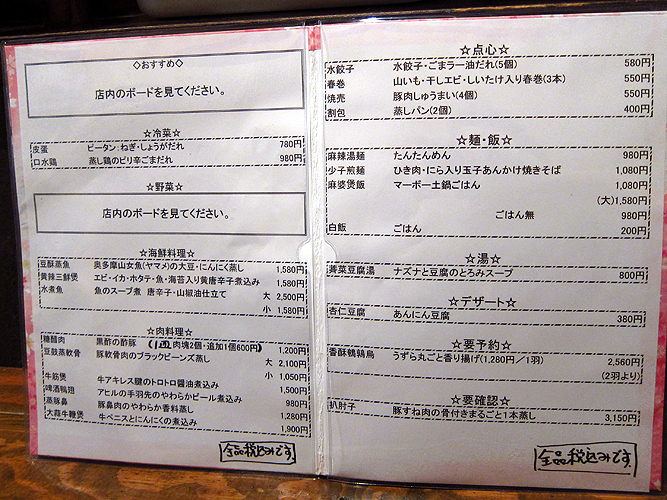 ◇おすすめ◇
店内のボードを見てください。
☆冷菜☆
皮蛋 ピータン ねぎ・しょうがだれ 780円
口水鶏 蒸し鶏のピリ辛ごまだれ 980円
☆野菜☆
店内のボードを見てください。
☆海鮮料理☆
豆酥蒸魚 奥多摩山女魚(ヤマメ)の大豆・にんにく蒸し 1,580円
黄辣三鮮煲 エビ・イカ・ホタテ・魚・海苔入り黄唐辛子煮込み 1,580円
水煮魚 魚のスープ煮 唐辛子・山椒油仕立て 大 2,500円
小 1,580円
☆肉料理☆
糖醋肉 黒酢の酢豚 (1皿 肉塊2個・追加1個600円) 1,200円
豆鼓蒸軟骨 豚軟骨肉のブラックビーンズ蒸し 大 2,100円
小 1,050円
牛筋煲 牛アキレス腱のトロトロ醤油煮込み 1,500円
啤酒鴨翅 アヒルの手羽先のやわらかビール煮込み 980円
蒸豚鼻 豚鼻肉のやわらか香料蒸し 1,280円
大蒜牛鞭煲 牛ペニスとにんにくの煮込み 1,900円
全品税込みです
☆点心☆
水餃子 水餃子・ごまラー油だれ(5個) 580円
春巻 山いも・干しエビ・しいたけ入り春巻(3本) 550円
焼売 豚肉しゅうまい(4個) 550円
割包 蒸しパン(2個) 400円
☆麺・飯☆
麻辣湯麺 たんたんめん 980円
少子煎麺 ひき肉・にら入り玉子あんかけ焼きそば 1,080円
麻婆煲飯 マーボー土鍋ごはん 1,080円
(大)1,580円
ごはん無 980円
白飯 ごはん 200円
☆湯☆
薺菜豆腐湯 ナズナと豆腐のとろみスープ 800円
☆デザート☆
杏仁豆腐 あんにん豆腐 380円
☆要予約☆
香酥鵪鶉鳥 うずら丸ごと香り揚げ(1,280円/1羽) 2,560円
(2羽より)
☆要確認☆
扒肘子 豚すね肉の骨付きまるごと1本蒸し 3,150円
全品税込みです